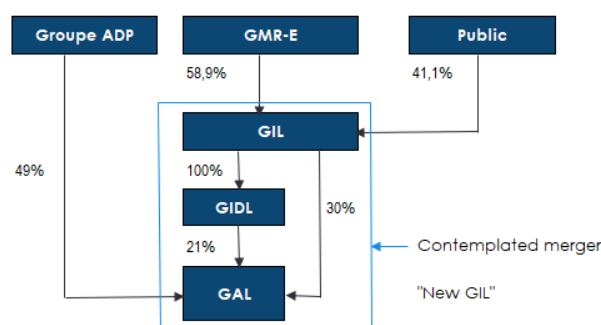 Groupe ADP
GMR-E
Public
58,9%
41,1%
GIL
49%
100%
30%
GIDL
21%
Contemplated merger
GAL
"New GIL"